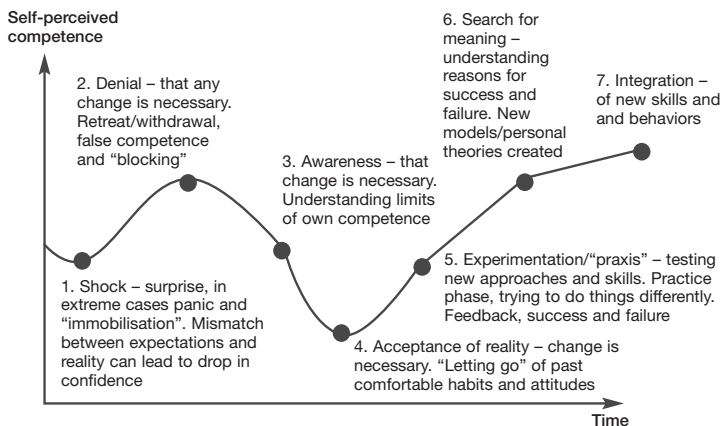 Self-perceived
competence
2. Denial – that any
change is necessary.
Retreat/withdrawal,
false competence
and “blocking”
6. Search for
meaning –
understanding
reasons for
success and
failure. New
models/personal
theories created
7. Integration –
of new skills and
and behaviors
3. Awareness – that
change is necessary.
Understanding limits
of own competence
1. Shock – surprise, in
extreme cases panic and
“immobilisation”. Mismatch
between expectations and
reality can lead to drop in
confidence
5. Experimentation/“praxis” – testing
new approaches and skills. Practice
phase, trying to do things differently.
Feedback, success and failure
4. Acceptance of reality – change is
necessary. “Letting go” of past
comfortable habits and attitudes
Time